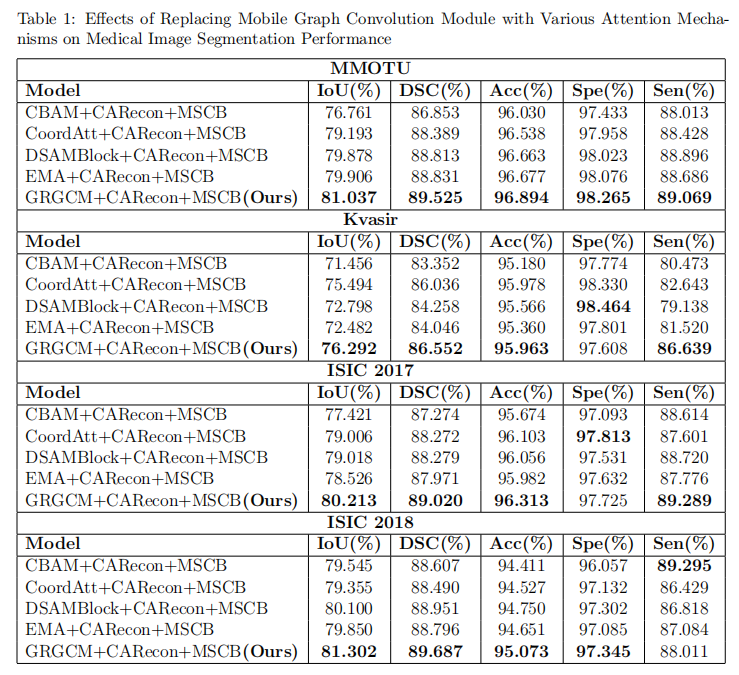 Table 1: Effects of Replacing Mobile Graph Convolution Module with Various Attention Mecha-
nisms on Medical Image Segmentation Performance
MMOTU
Model IoU(%) DSC(%) Acc(%) Spe(%) Sen(%)
CBAM+CARecon+MSCB 76.761 86.853 96.030 97.433 88.013
CoordAtt+CARecon+MSCB 79.193 88.389 96.538 97.958 88.428
DSAMBlock+CARecon+MSCB 79.878 88.813 96.663 98.023 88.896
EMA+CARecon+MSCB 79.906 88.831 96.677 98.076 88.686
GRGCM+CARecon+MSCB(Ours) 81.037 89.525 96.894 98.265 89.069
Kvasir
Model IoU(%) DSC(%) Acc(%) Spe(%) Sen(%)
CBAM+CARecon+MSCB 71.456 83.352 95.180 97.774 80.473
CoordAtt+CARecon+MSCB 75.494 86.036 95.978 98.330 82.643
DSAMBlock+CARecon+MSCB 72.798 84.258 95.566 98.464 79.138
EMA+CARecon+MSCB 72.482 84.046 95.360 97.801 81.520
GRGCM+CARecon+MSCB(Ours) 76.292 86.552 95.963 97.608 86.639
ISIC 2017
Model IoU(%) DSC(%) Acc(%) Spe(%) Sen(%)
CBAM+CARecon+MSCB 77.421 87.274 95.674 97.093 88.614
CoordAtt+CARecon+MSCB 79.006 88.272 96.103 97.813 87.601
DSAMBlock+CARecon+MSCB 79.018 88.279 96.056 97.531 88.720
EMA+CARecon+MSCB 78.526 87.971 95.982 97.632 87.776
GRGCM+CARecon+MSCB(Ours) 80.213 89.020 96.313 97.725 89.289
ISIC 2018
Model IoU(%) DSC(%) Acc(%) Spe(%) Sen(%)
CBAM+CARecon+MSCB 79.545 88.607 94.411 96.057 89.295
CoordAtt+CARecon+MSCB 79.355 88.490 94.527 97.132 86.429
DSAMBlock+CARecon+MSCB 80.100 88.951 94.750 97.302 86.818
EMA+CARecon+MSCB 79.850 88.796 94.651 97.085 87.084
GRGCM+CARecon+MSCB(Ours) 81.302 89.687 95.073 97.345 88.011